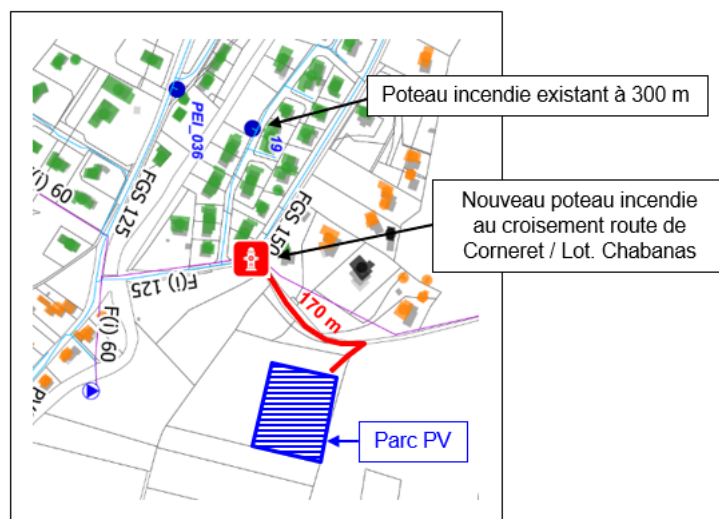 Poteau incendie existant à 300 m
PEI_036
19
F(i) 60
FGS 125
FGS 150
Nouveau poteau incendie
au croisement route de
Corneret / Lot. Chabanas
F(i) 125
170 m
F(i) 60
Parc PV